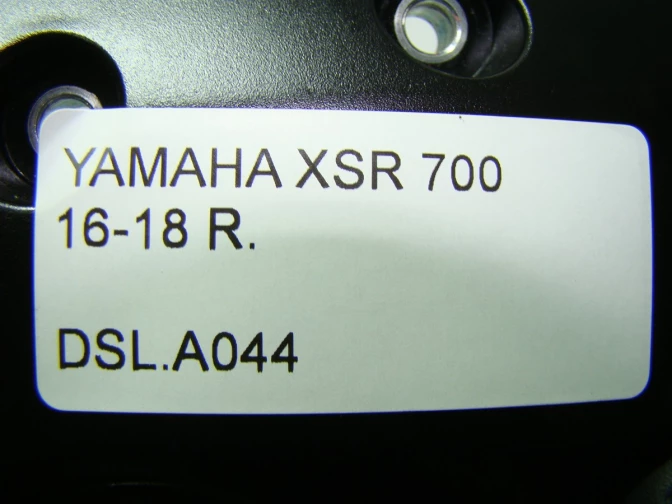 YAMAHA XSR 700
16-18 R.
DSL.A044